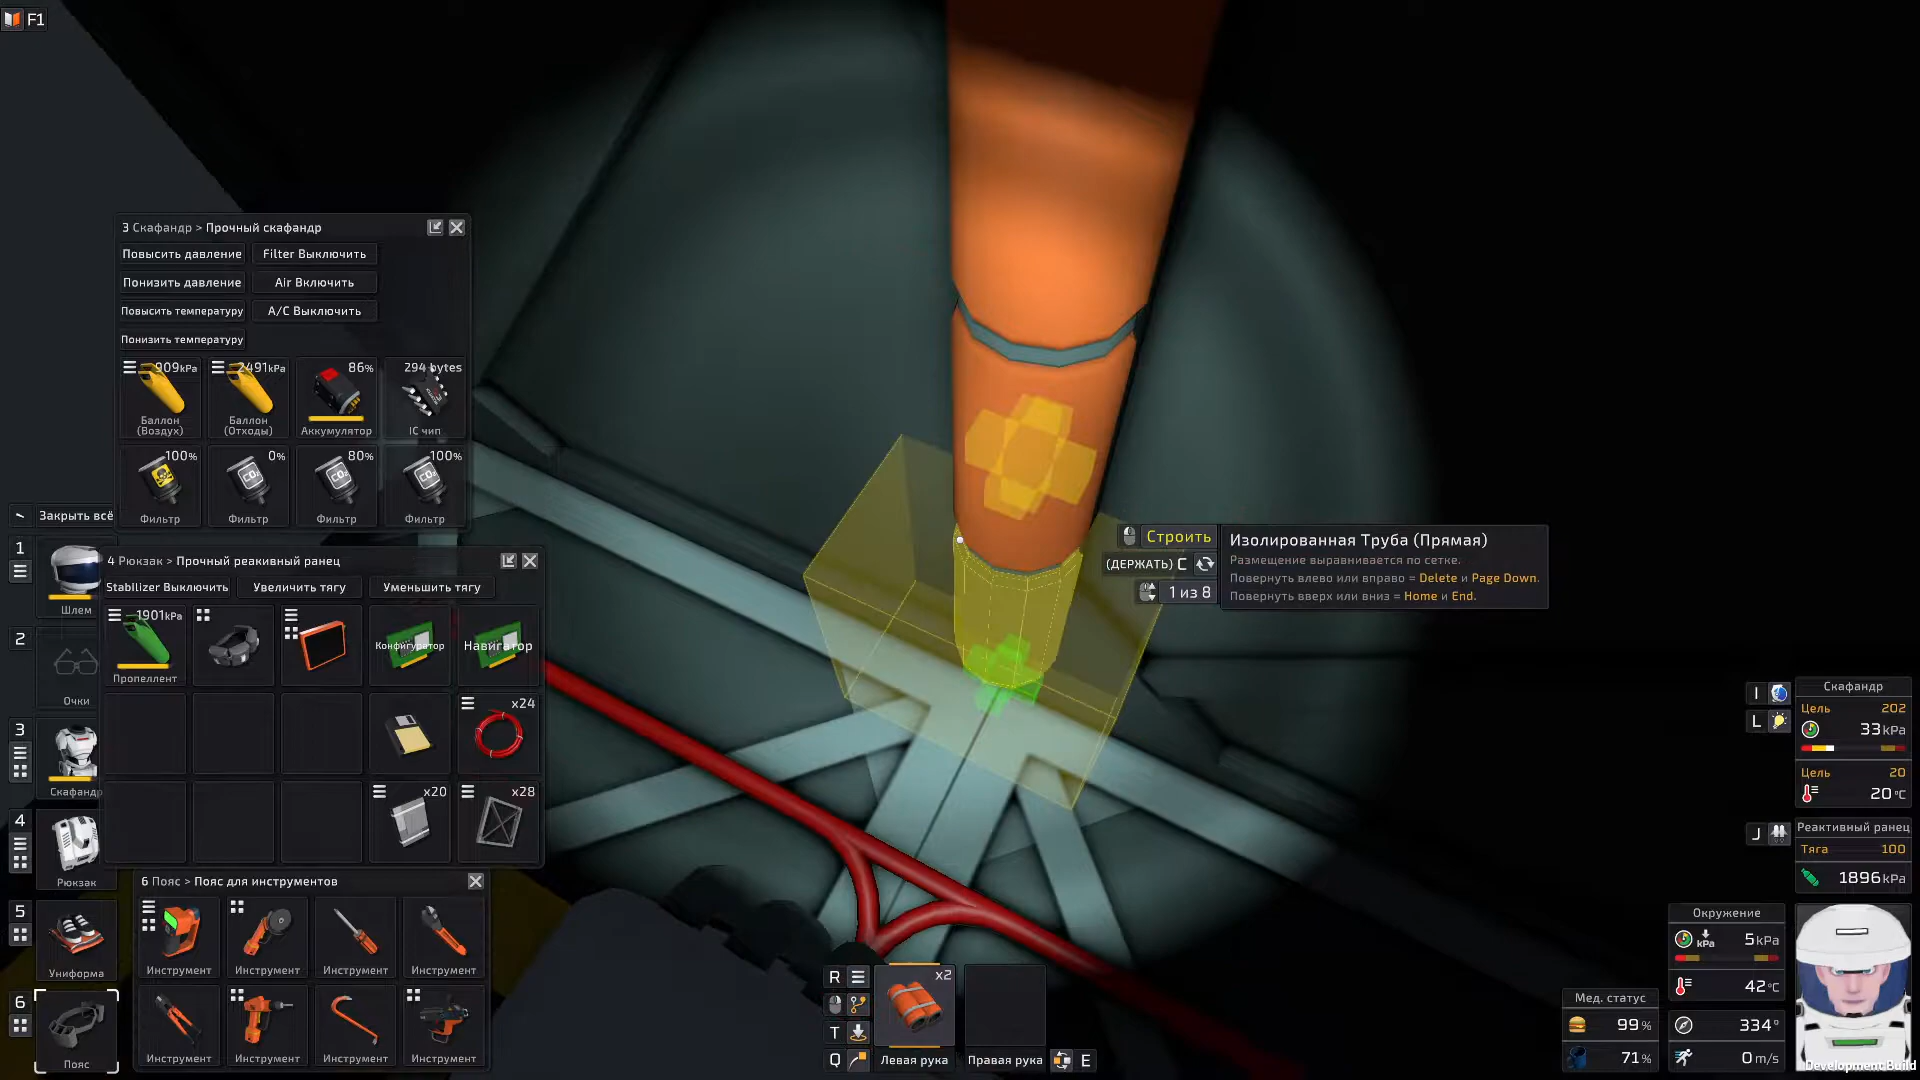 F1
3 Скафандр > Прочный скафандр
Повысить давление
Filter Выключить
Понизить давление
Air Включить
Повысить температуру
A/C Выключить
Понизить температуру
909kPa
2491kPa
86%
294 bytes
Баллон (Воздух)
Баллон (Отходы)
Аккумулятор
IC чип
100%
0%
80%
100%
Фильтр
Фильтр
Фильтр
Фильтр
~ Закрыть всё
1
Шлем
2
Очки
3
Скафандр
4
Рюкзак
5
Униформа
6
Пояс
4 Рюкзак > Прочный реактивный ранец
Stabilizer Выключить
Увеличить тягу
Уменьшить тягу
1901kPa
Пропеллент
Конфигуратор
Навигатор
x24
x20
x28
6 Пояс > Пояс для инструментов
Инструмент
Инструмент
Инструмент
Инструмент
Инструмент
Инструмент
Инструмент
Инструмент
Строить
(ДЕРЖАТЬ) C
1 из 8
Изолированная Труба (Прямая)
Размещение выравнивается по сетке.
Повернуть влево или вправо = Delete и Page Down.
Повернуть вверх или вниз = Home и End.
R
T
Q
x2
Левая рука
Правая рука
E
I
L
Скафандр
Цель 202
33kPa
Цель 20
20°C
J
Реактивный ранец
Тяга 100
1896kPa
Окружение
kPa
5kPa
42°C
334°
0m/s
Мед. статус
99%
71%
Development Build